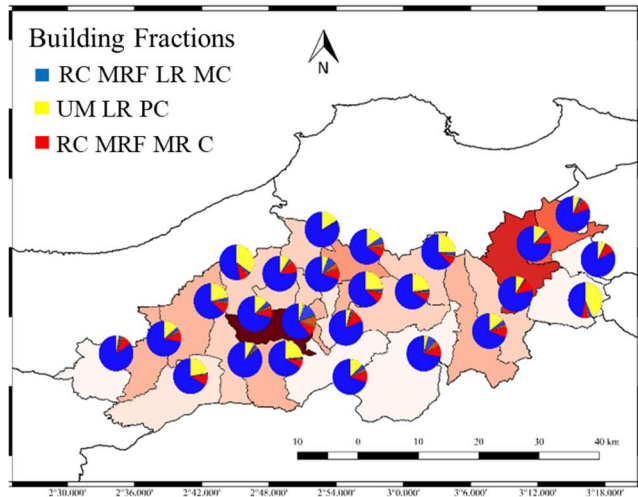 Building Fractions
RC MRF LR MC
UM LR PC
RC MRF MR C
N
10 0 10 20 30 40 km
2°30.000' 2°36.000' 2°42.000' 2°48.000' 2°54.000' 3°0.000' 3°6.000' 3°12.000' 3°18.000'